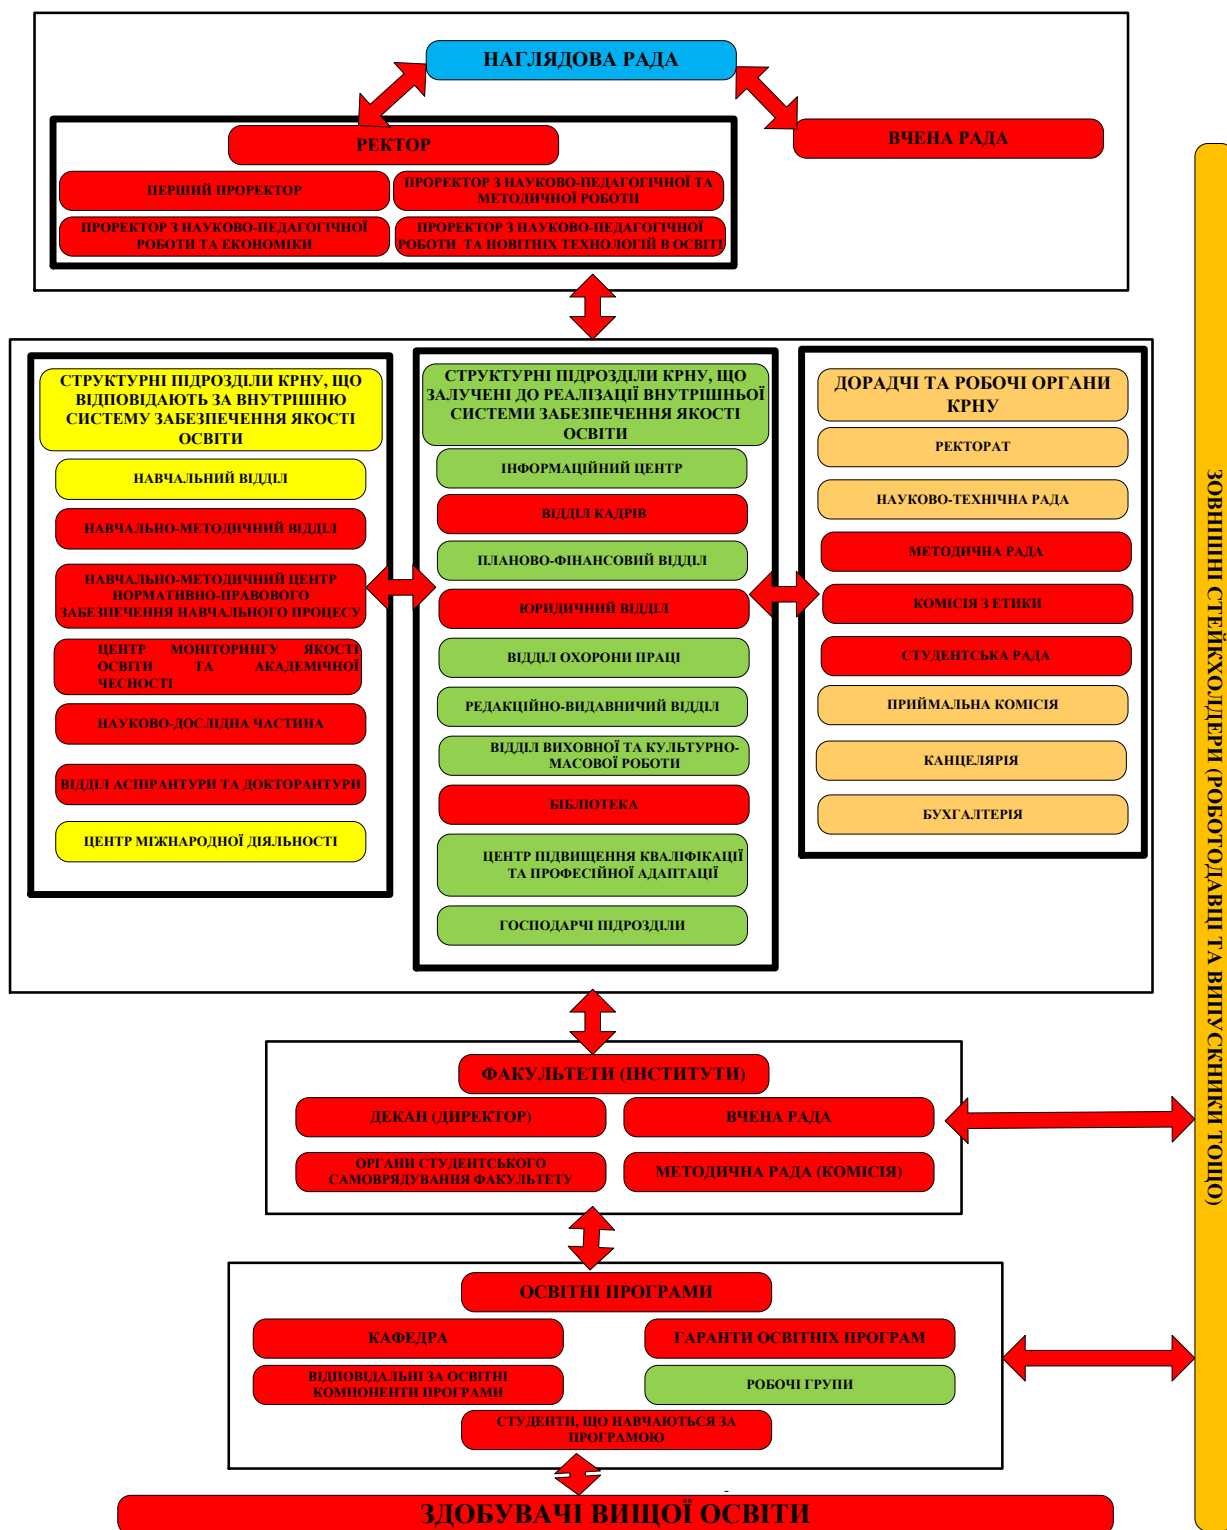 НАГЛЯДОВА РАДА
РЕКТОР
ВЧЕНА РАДА
ПЕРШИЙ ПРОРЕКТОР
ПРОРЕКТОР З НАУКОВО-ПЕДАГОГІЧНОЇ ТА
МЕТОДИЧНОЇ РОБОТИ
ПРОРЕКТОР З НАУКОВО-ПЕДАГОГІЧНОЇ
РОБОТИ ТА ЕКОНОМІКИ
ПРОРЕКТОР З НАУКОВО-ПЕДАГОГІЧНОЇ
РОБОТИ ТА НОВІТНІХ ТЕХНОЛОГІЙ В ОСВІТІ
СТРУКТУРНІ ПІДРОЗДІЛИ КРНУ, ЩО
ВІДПОВІДАЮТЬ ЗА ВНУТРІШНЮ
СИСТЕМУ ЗАБЕЗПЕЧЕННЯ ЯКОСТІ
ОСВІТИ
НАВЧАЛЬНИЙ ВІДДІЛ
НАВЧАЛЬНО-МЕТОДИЧНИЙ ВІДДІЛ
НАВЧАЛЬНО-МЕТОДИЧНИЙ ЦЕНТР
НОРМАТИВНО-ПРАВОВОГО
ЗАБЕЗПЕЧЕННЯ НАВЧАЛЬНОГО ПРОЦЕСУ
ЦЕНТР МОНІТОРИНГУ ЯКОСТІ
ОСВІТИ ТА АКАДЕМІЧНОЇ
ЧЕСНОСТІ
НАУКОВО-ДОСЛІДНА ЧАСТИНА
ВІДДІЛ АСПІРАНТУРИ ТА ДОКТОРАНТУРИ
ЦЕНТР МІЖНАРОДНОЇ ДІЯЛЬНОСТІ
СТРУКТУРНІ ПІДРОЗДІЛИ КРНУ, ЩО
ЗАЛУЧЕНІ ДО РЕАЛІЗАЦІЇ ВНУТРІШНЬОЇ
СИСТЕМИ ЗАБЕЗПЕЧЕННЯ ЯКОСТІ
ОСВІТИ
ІНФОРМАЦІЙНИЙ ЦЕНТР
ВІДДІЛ КАДРІВ
ПЛАНОВО-ФІНАНСОВИЙ ВІДДІЛ
ЮРИДИЧНИЙ ВІДДІЛ
ВІДДІЛ ОХОРОНИ ПРАЦІ
РЕДАКЦІЙНО-ВИДАВНИЧИЙ ВІДДІЛ
ВІДДІЛ ВИХОВНОЇ ТА КУЛЬТУРНО-
МАСОВОЇ РОБОТИ
БІБЛІОТЕКА
ЦЕНТР ПІДВИЩЕННЯ КВАЛІФІКАЦІЇ
ТА ПРОФЕСІЙНОЇ АДАПТАЦІЇ
ГОСПОДАРЧІ ПІДРОЗДІЛИ
ДОРАДЧІ ТА РОБОЧІ ОРГАНИ
КРНУ
РЕКТОРАТ
НАУКОВО-ТЕХНІЧНА РАДА
МЕТОДИЧНА РАДА
КОМІСІЯ З ЕТИКИ
СТУДЕНТСЬКА РАДА
ПРИЙМАЛЬНА КОМІСІЯ
КАНЦЕЛЯРІЯ
БУХГАЛТЕРІЯ
ЗОВНІШНІ СТЕЙКХОЛДЕРИ (РОБОТОДАВЦІ ТА ВИПУСКНИКИ ТОЩО)
ФАКУЛЬТЕТИ (ІНСТИТУТИ)
ДЕКАН (ДИРЕКТОР)
ВЧЕНА РАДА
ОРГАНИ СТУДЕНТСЬКОГО
САМОВРЯДУВАННЯ ФАКУЛЬТЕТУ
МЕТОДИЧНА РАДА (КОМІСІЯ)
ОСВІТНІ ПРОГРАМИ
КАФЕДРА
ГАРАНТИ ОСВІТНІХ ПРОГРАМ
ВІДПОВІДАЛЬНІ ЗА ОСВІТНІ
КОМПОНЕНТИ ПРОГРАМИ
РОБОЧІ ГРУПИ
СТУДЕНТИ, ЩО НАВЧАЮТЬСЯ ЗА
ПРОГРАМОЮ
ЗДОБУВАЧІ ВИЩОЇ ОСВІТИ